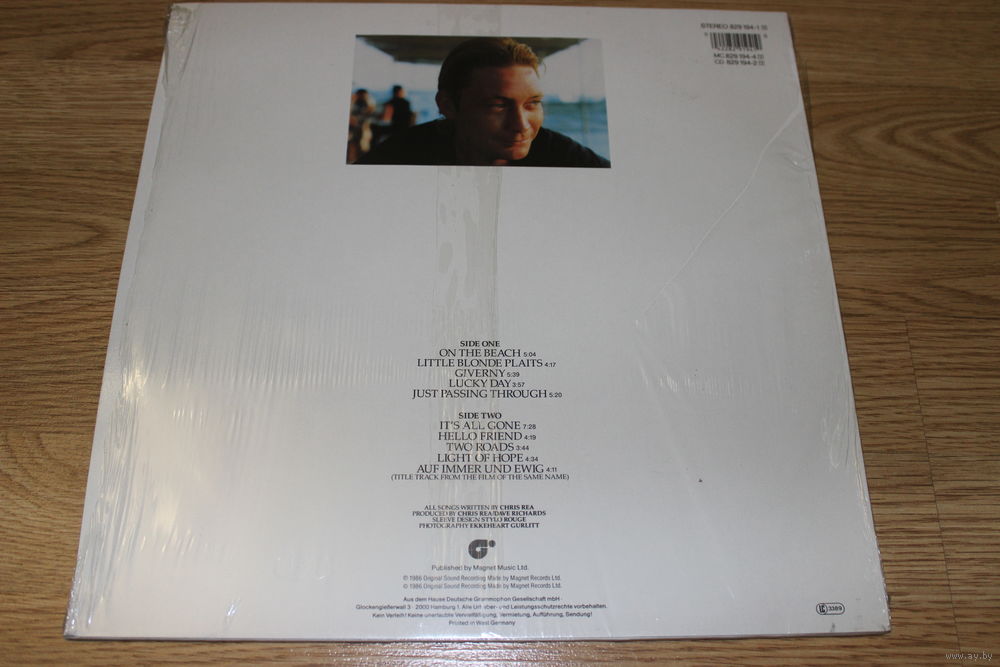 STEREO 829 194-1
MC 829 194-4
CD 829 194-2
SIDE ONE
ON THE BEACH 5:04
LITTLE BLONDE PLAITS 4:17
GIVERNY 5:39
LUCKY DAY 3:57
JUST PASSING THROUGH 5:20
SIDE TWO
IT'S ALL GONE 7:28
HELLO FRIEND 4:19
TWO ROADS 3:44
LIGHT OF HOPE 4:34
AUF IMMER UND EWIG 4:11
(TITLE TRACK FROM THE FILM OF THE SAME NAME)
ALL SONGS WRITTEN BY CHRIS REA
PRODUCED BY CHRIS REA/DAVE RICHARDS
SLEEVE DESIGN STYLO ROUGE
PHOTOGRAPHY EKKEHEART GURLITT
Published by Magnet Music Ltd.
℗ 1986 Original Sound Recording Made by Magnet Records Ltd.
© 1986 Original Sound Recording Made by Magnet Records Ltd.
Aus dem Hause Deutsche Grammophon Gesellschaft mbH ·
Glockengießerwall 3 · 2000 Hamburg 1. Alle Urheber- und Leistungsschutzrechte vorbehalten.
Kein Verleih! Keine unerlaubte Vervielfältigung, Vermietung, Aufführung, Sendung!
Printed in West Germany
LC 3389
www.ay.by